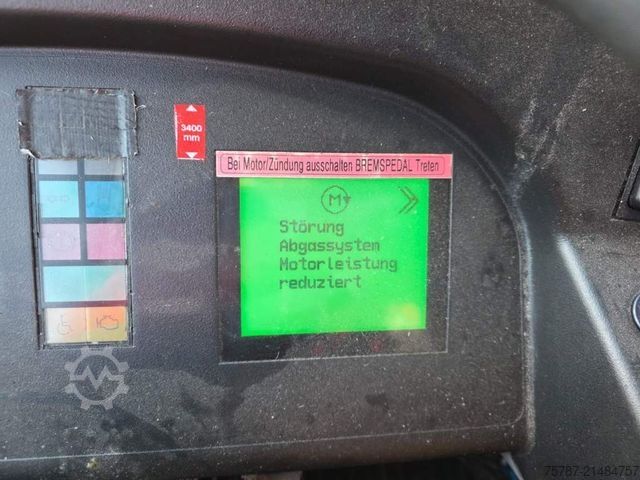 3400
mm
Bei Motor/Zündung ausschalten BREMSPEDAL Treten
M
Störung
Abgassystem
Motorleistung
reduziert
75787-21484757